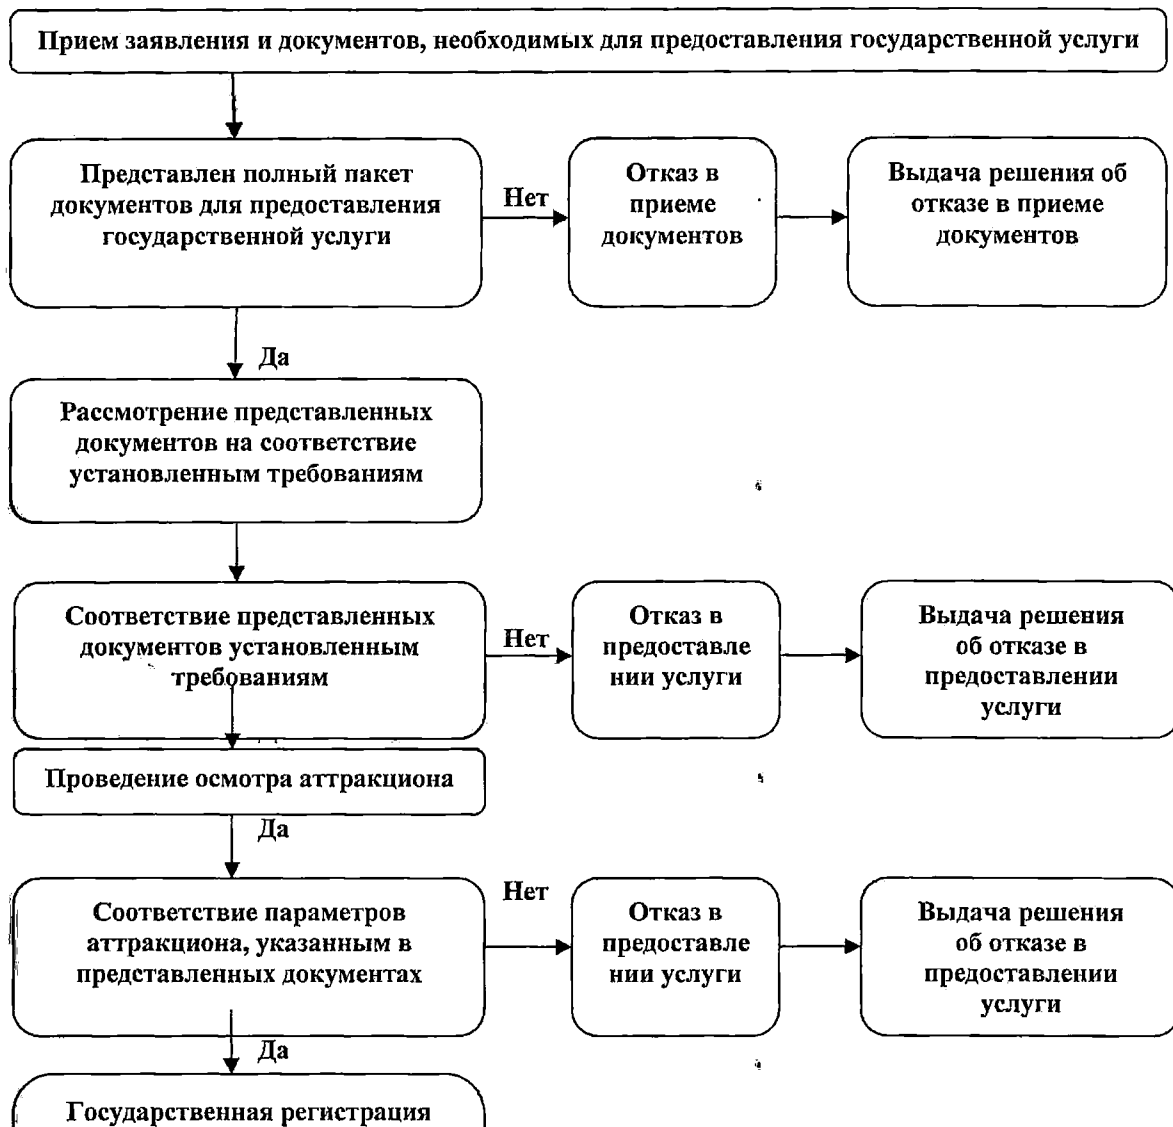 Прием заявления и документов, необходимых для предоставления государственной услуги
Представлен полный пакет
документов для предоставления
государственной услуги
Нет
Отказ в
приеме
документов
Выдача решения об
отказе в приеме
документов
Да
Рассмотрение представленных
документов на соответствие
установленным требованиям
Соответствие представленных
документов установленным
требованиям
Нет
Отказ в
предоставле
нии услуги
Выдача решения
об отказе в
предоставлении
услуги
Проведение осмотра аттракциона
Да
Соответствие параметров
аттракциона, указанным в
представленных документах
Нет
Отказ в
предоставле
нии услуги
Выдача решения
об отказе в
предоставлении
услуги
Да
Государственная регистрация